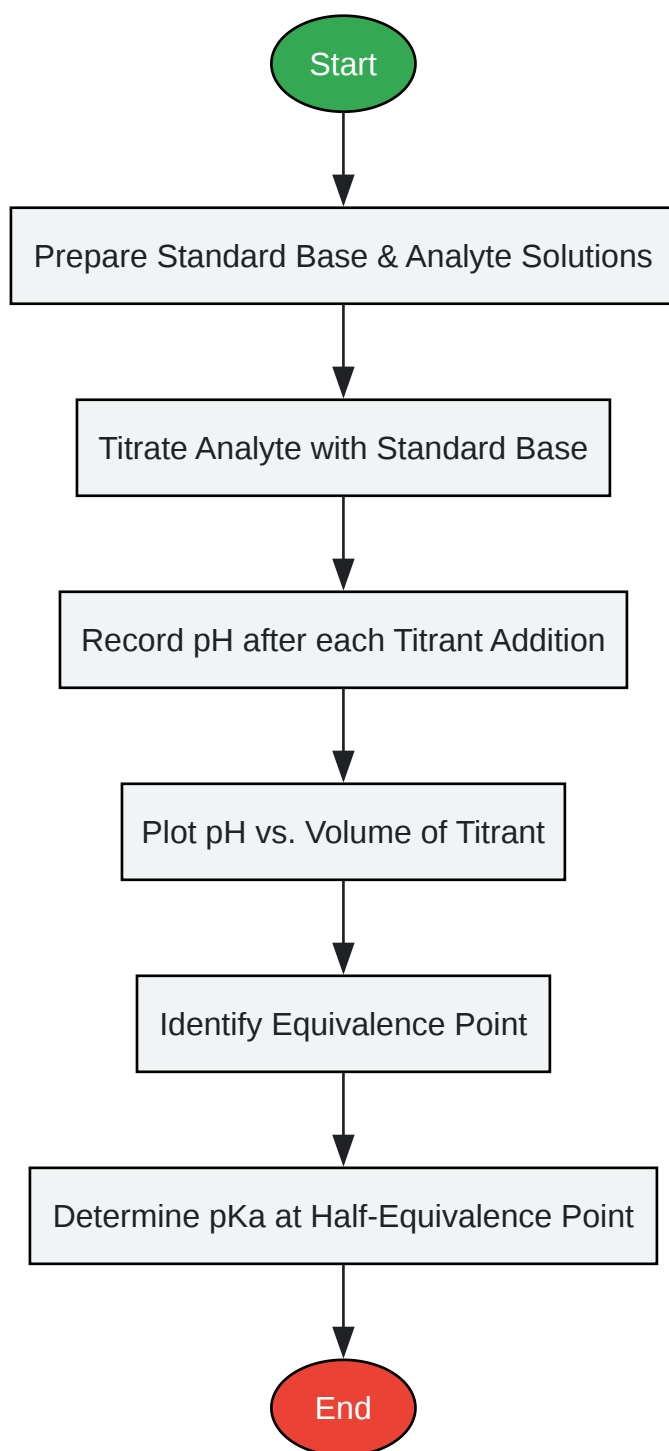 Start
Prepare Standard Base & Analyte Solutions
Titrate Analyte with Standard Base
Record pH after each Titrant Addition
Plot pH vs. Volume of Titrant
Identify Equivalence Point
Determine pKa at Half-Equivalence Point
End